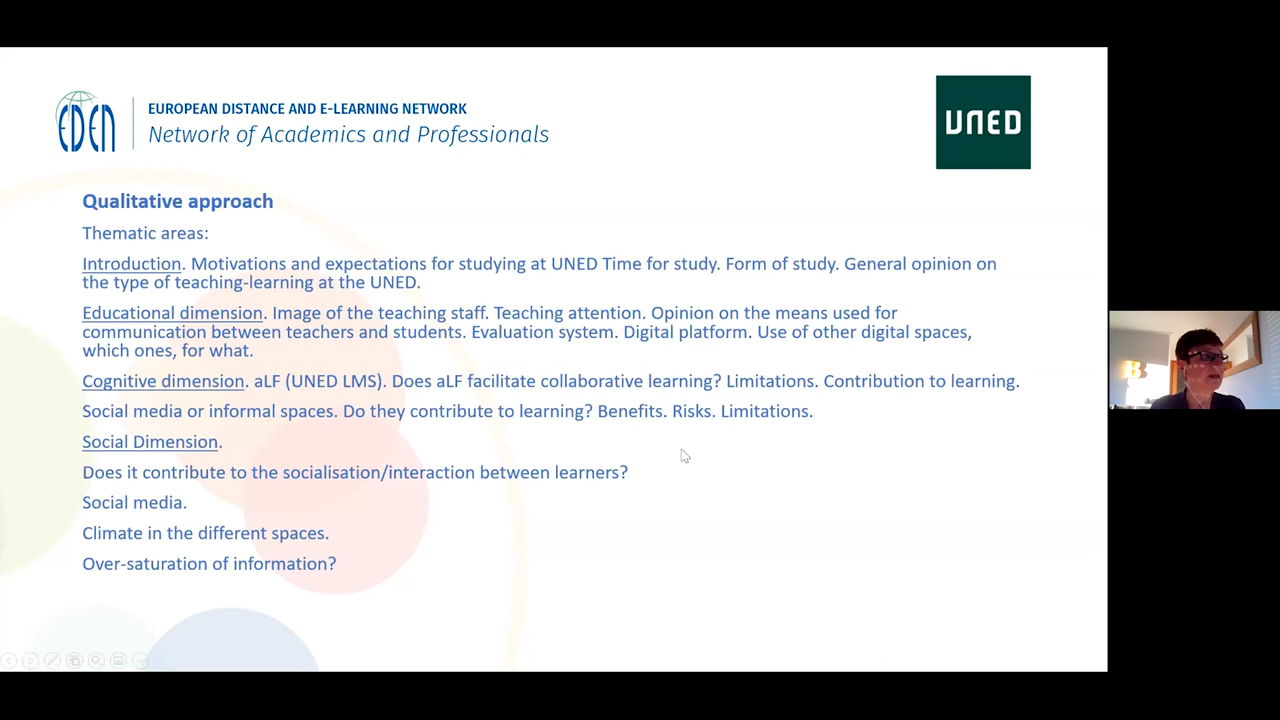 EDEN
EUROPEAN DISTANCE AND E-LEARNING NETWORK
Network of Academics and Professionals
UNED
Qualitative approach
Thematic areas:
Introduction. Motivations and expectations for studying at UNED Time for study. Form of study. General opinion on
the type of teaching-learning at the UNED.
Educational dimension. Image of the teaching staff. Teaching attention. Opinion on the means used for
communication between teachers and students. Evaluation system. Digital platform. Use of other digital spaces,
which ones, for what.
Cognitive dimension. aLF (UNED LMS). Does aLF facilitate collaborative learning? Limitations. Contribution to learning.
Social media or informal spaces. Do they contribute to learning? Benefits. Risks. Limitations.
Social Dimension.
Does it contribute to the socialisation/interaction between learners?
Social media.
Climate in the different spaces.
Over-saturation of information?